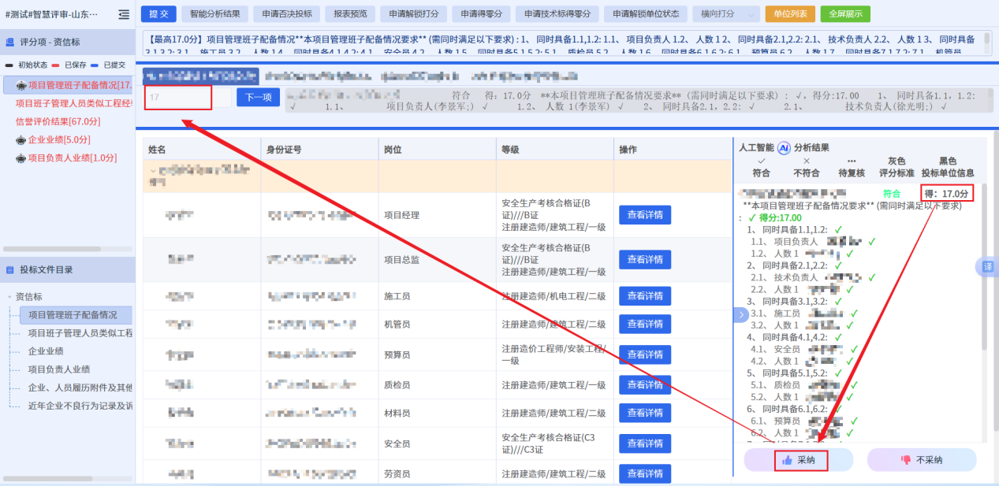 #测试#智慧评审-山东…
提 交
智能分析结果
申请否决投标
报表预览
申请解锁打分
申请得零分
申请技术标得零分
申请解锁单位状态
横向打分
单位列表
全屏展示
评分项 - 资信标
初始状态 已保存 已提交
项目管理班子配备情况[17.
项目班子管理人员类似工程经
信誉评价结果[67.0分]
企业业绩[5.0分]
项目负责人业绩[1.0分]
投标文件目录
资信标
项目管理班子配备情况
项目班子管理人员类似工程
企业业绩
项目负责人业绩
企业、人员履历附件及其他
近年企业不良行为记录及诉
【最高17.0分】项目管理班子配备情况**本项目管理班子配备情况要求** (需同时满足以下要求) : 1、 同时具备1.1,1.2: 1.1、 项目负责人 1.2、 人数 1 2、 同时具备2.1,2.2: 2.1、 技术负责人 2.2、 人数 1 3、 同时具备
3.1,3.2: 3.1、 施工员 3.2、 人数 1 4、 同时具备4.1,4.2: 4.1、 安全员 4.2、 人数 1 5、 同时具备5.1,5.2: 5.1、 质检员 5.2、 人数 1 6、 同时具备6.1,6.2: 6.1、 预算员 6.2、 人数 1 7、 同时具备7.1,7.2: 7.1、 机管员
17
下一项
符合 得: 17.0分 **本项目管理班子配备情况要求** (需同时满足以下要求) : √，得分:17.00 1、 同时具备1.1, 1.2:
√ 1.1、 项目负责人(李景军;) √ 1.2、 人数 1(李景军) √ 2、 同时具备2.1, 2.2: √ 2.1、 技术负责人(徐光明;) √
姓名 身份证号 岗位 等级 操作
项目经理 安全生产考核合格证(B
证)///B证
注册建造师/建筑工程/一级 查看详情
项目总监 安全生产考核合格证(B
证)///B证
注册建造师/建筑工程/一级 查看详情
施工员 注册建造师/机电工程/二级 查看详情
机管员 注册建造师/建筑工程/二级 查看详情
预算员 注册造价工程师/安装工程/
一级 查看详情
质检员 注册建造师/建筑工程/一级 查看详情
材料员 注册建造师/建筑工程/二级 查看详情
安全员 安全生产考核合格证(C3
证)///C3证 查看详情
劳资员 注册建造师/建筑工程/二级 查看详情
人工智能 Ai 分析结果
✓ × ••• 灰色 黑色
符合 不符合 待复核 评分标准 投标单位信息
符合 得：17.0分
**本项目管理班子配备情况要求** (需同时满足以下要求)
: ✓ 得分:17.00
1、 同时具备1.1,1.2: ✓
1.1、 项目负责人 ✓
1.2、 人数 1 ✓
2、 同时具备2.1,2.2: ✓
2.1、 技术负责人 ✓
2.2、 人数 1 ✓
3、 同时具备3.1,3.2: ✓
3.1、 施工员 ✓
3.2、 人数 1 ✓
4、 同时具备4.1,4.2: ✓
4.1、 安全员 ✓
4.2、 人数 1 ✓
5、 同时具备5.1,5.2: ✓
5.1、 质检员 ✓
5.2、 人数 1 ✓
6、 同时具备6.1,6.2: ✓
6.1、 预算员 ✓
6.2、 人数 1 ✓
采纳
不采纳
译